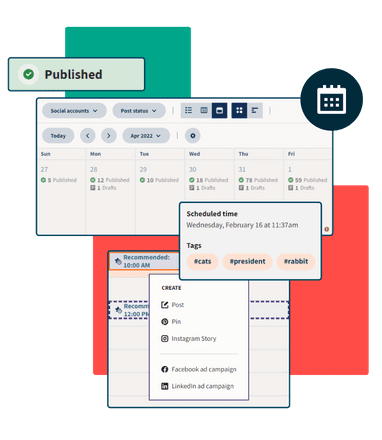 Published
Social accounts
Post status
Today
Apr 2022
Sun Mon Tue Wed Thu Fri
27 28 29 30 31 1
5 Published 12 Published 10 Published 16 Published 78 Published 59 Published
1 Drafts 1 Drafts 1 Drafts 1 Drafts
Scheduled time
Wednesday, February 16 at 11:37am
Tags
#cats #president #rabbit
Recommended:
10:00 AM
Recomm
12:00 PM
CREATE
Post
Pin
Instagram Story
Facebook ad campaign
LinkedIn ad campaign